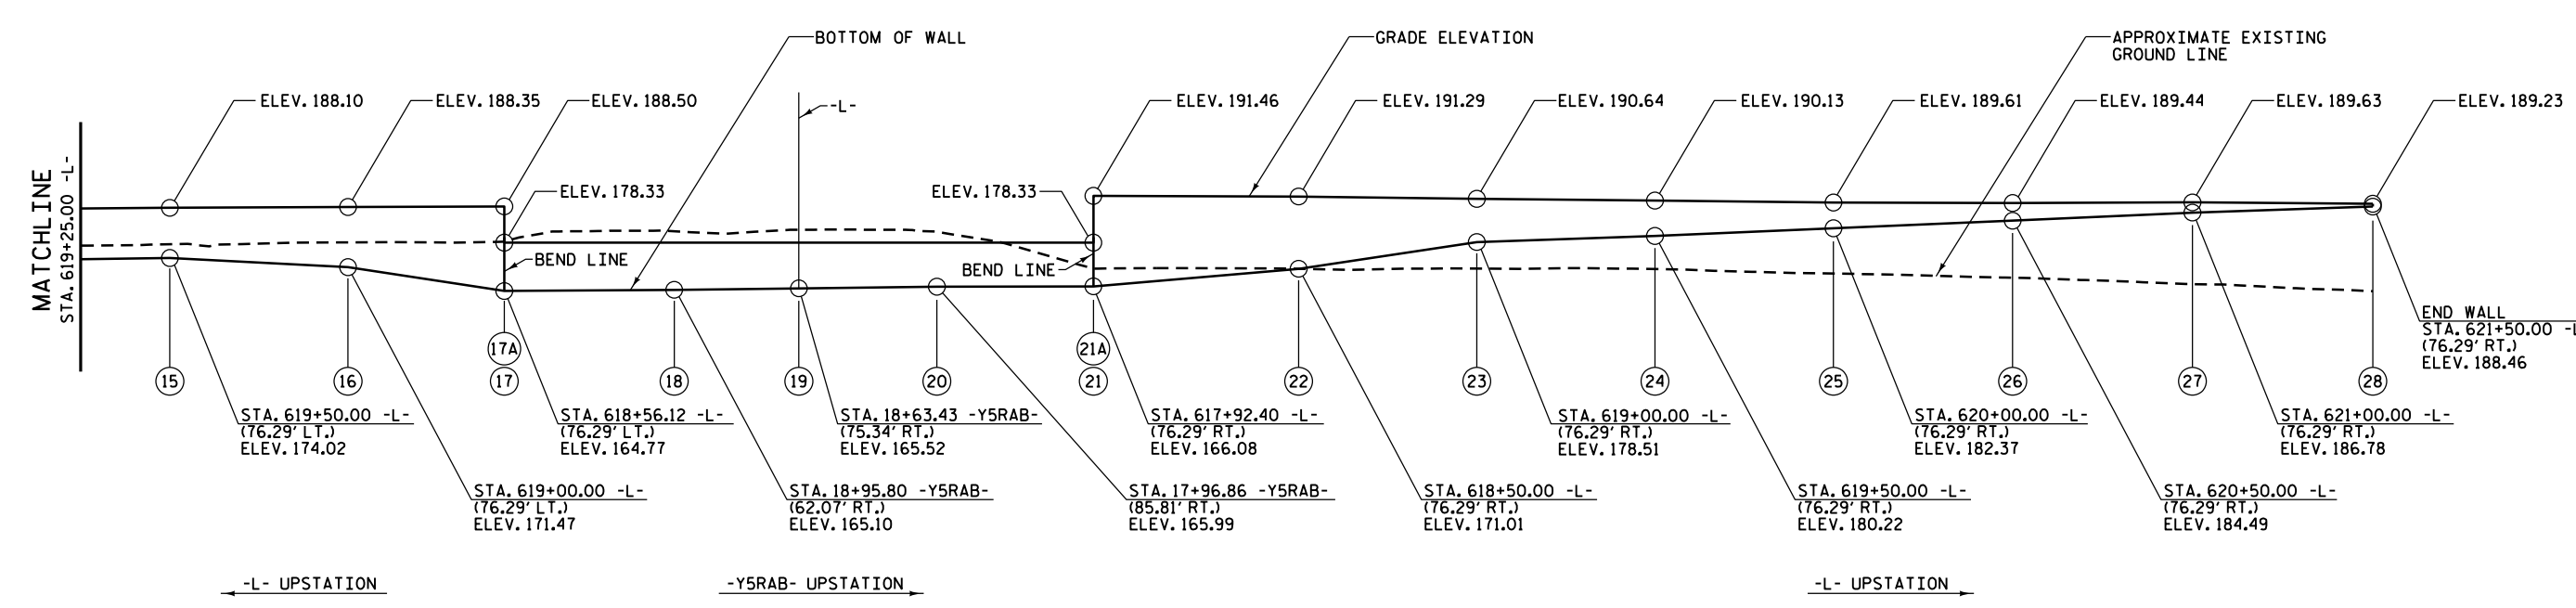 BOTTOM OF WALL
GRADE ELEVATION
APPROXIMATE EXISTING
GROUND LINE
ELEV. 188.10
ELEV. 188.35
ELEV. 188.50
-L-
ELEV. 191.46
ELEV. 191.29
ELEV. 190.64
ELEV. 190.13
ELEV. 189.61
ELEV. 189.44
ELEV. 189.63
ELEV. 189.23
MATCHLINE
STA. 619+25.00 -L-
ELEV. 178.33
ELEV. 178.33
BEND LINE
BEND LINE
17A
21A
15
16
17
18
19
20
21
22
23
24
25
26
27
28
END WALL
STA. 621+50.00 -L
(76.29' RT.)
ELEV. 188.46
STA. 619+50.00 -L-
(76.29' LT.)
ELEV. 174.02
STA. 618+56.12 -L-
(76.29' LT.)
ELEV. 164.77
STA. 18+63.43 -Y5RAB-
(75.34' RT.)
ELEV. 165.52
STA. 617+92.40 -L-
(76.29' RT.)
ELEV. 166.08
STA. 619+00.00 -L-
(76.29' RT.)
ELEV. 178.51
STA. 620+00.00 -L-
(76.29' RT.)
ELEV. 182.37
STA. 621+00.00 -L-
(76.29' RT.)
ELEV. 186.78
STA. 619+00.00 -L-
(76.29' LT.)
ELEV. 171.47
STA. 18+95.80 -Y5RAB-
(62.07' RT.)
ELEV. 165.10
STA. 17+96.86 -Y5RAB-
(85.81' RT.)
ELEV. 165.99
STA. 618+50.00 -L-
(76.29' RT.)
ELEV. 171.01
STA. 619+50.00 -L-
(76.29' RT.)
ELEV. 180.22
STA. 620+50.00 -L-
(76.29' RT.)
ELEV. 184.49
-L- UPSTATION
-Y5RAB- UPSTATION
-L- UPSTATION